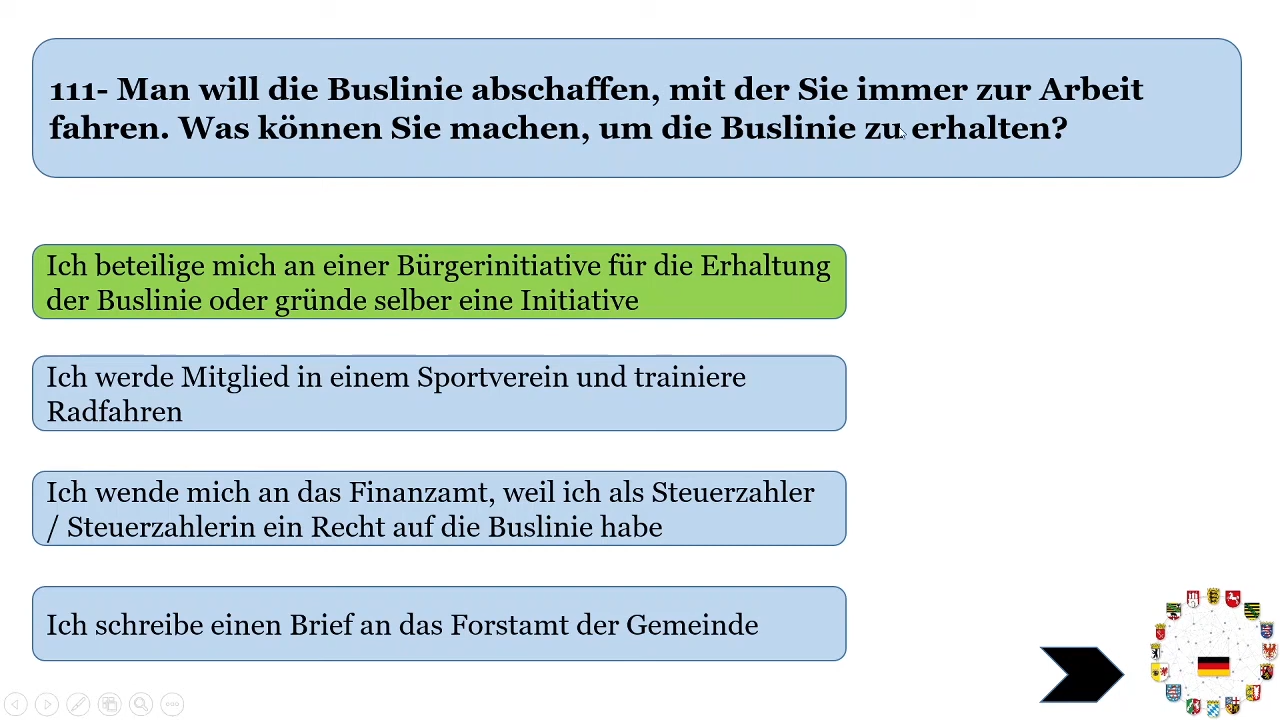 111- Man will die Buslinie abschaffen, mit der Sie immer zur Arbeit
fahren. Was können Sie machen, um die Buslinie zu erhalten?
Ich beteilige mich an einer Bürgerinitiative für die Erhaltung
der Buslinie oder gründe selber eine Initiative
Ich werde Mitglied in einem Sportverein und trainiere
Radfahren
Ich wende mich an das Finanzamt, weil ich als Steuerzahler
/ Steuerzahlerin ein Recht auf die Buslinie habe
Ich schreibe einen Brief an das Forstamt der Gemeinde